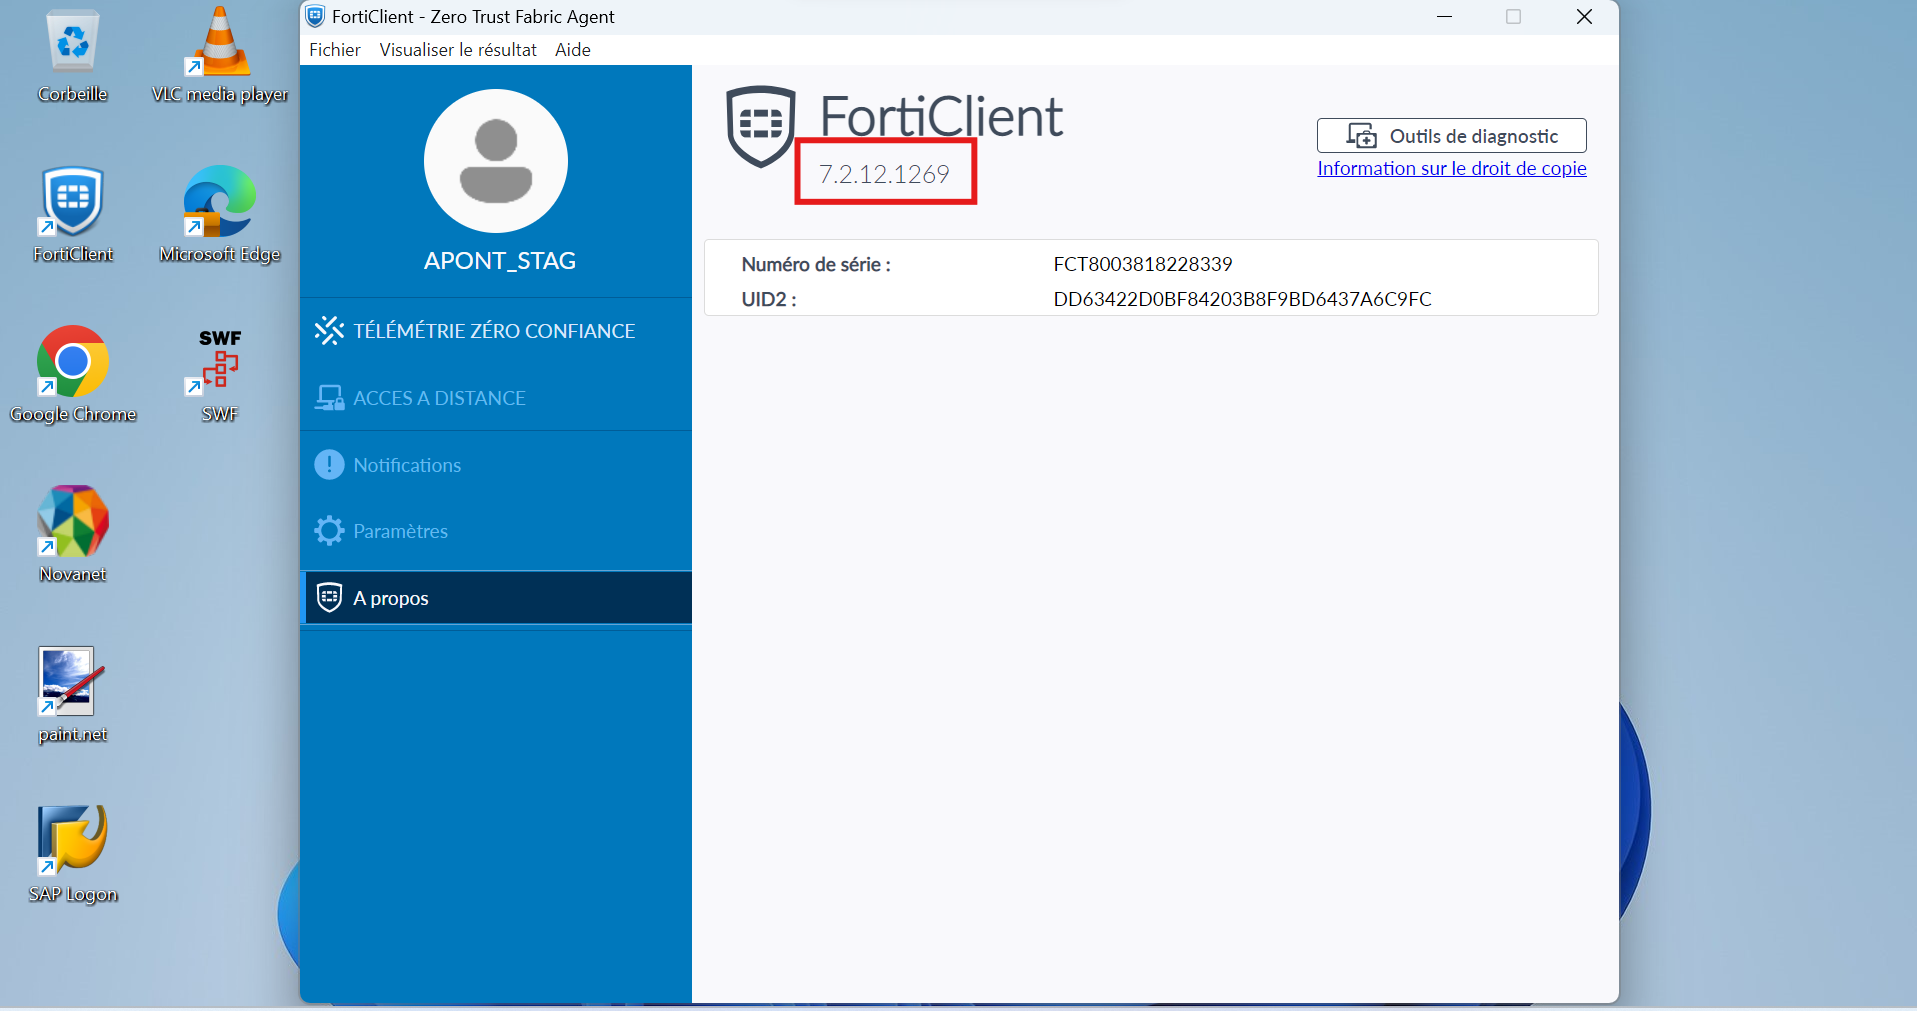 Corbeille
VLC media player
FortiClient
Microsoft Edge
Google Chrome
SWF
SWF
Novanet
paint.net
SAP Logon
FortiClient - Zero Trust Fabric Agent
Fichier Visualiser le résultat Aide
APONT_STAG
TÉLÉMÉTRIE ZÉRO CONFIANCE
ACCES A DISTANCE
Notifications
Paramètres
A propos
FortiClient
7.2.12.1269
Outils de diagnostic
Information sur le droit de copie
Numéro de série : FCT8003818228339
UID2 : DD63422D0BF84203B8F9BD6437A6C9FC